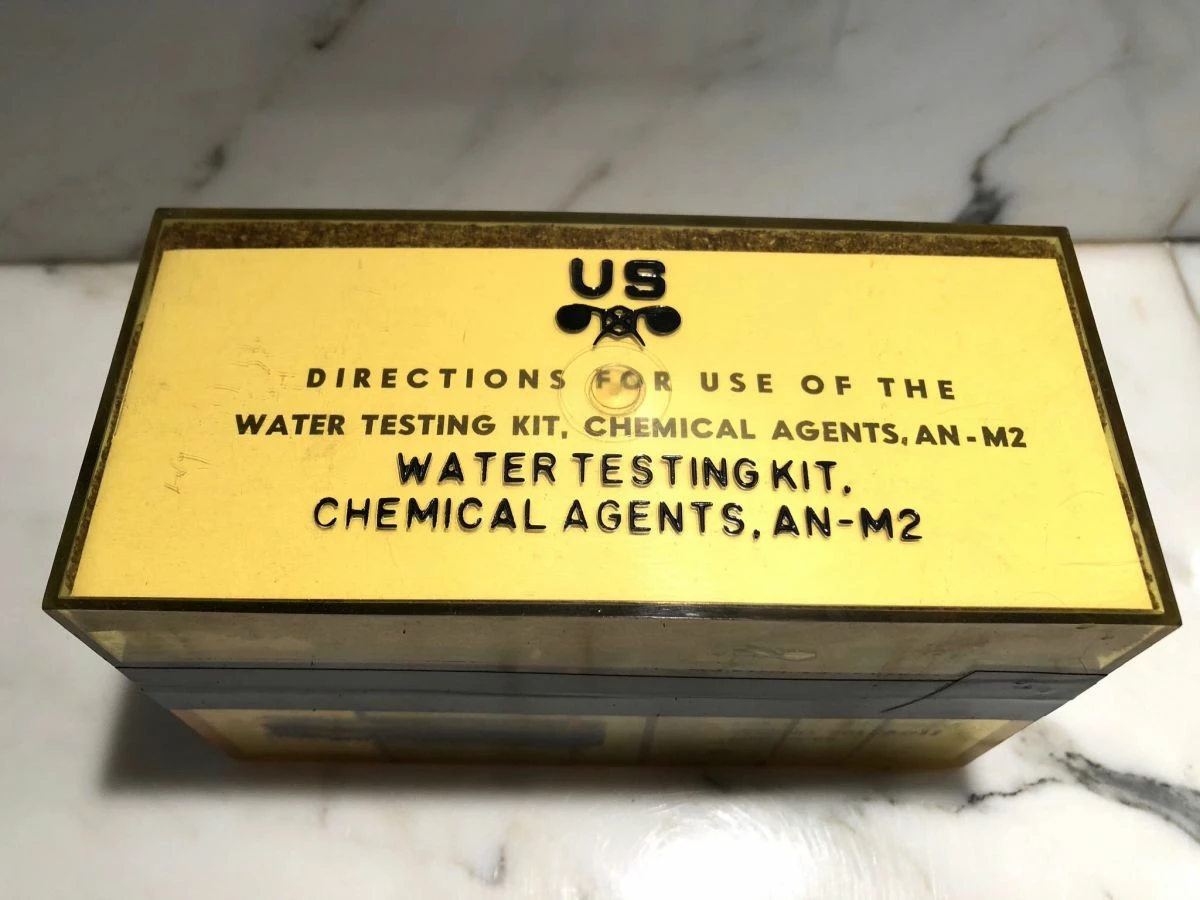 US
DIRECTIONS FOR USE OF THE
WATER TESTING KIT, CHEMICAL AGENTS, AN-M2
WATER TESTING KIT,
CHEMICAL AGENTS, AN-M2